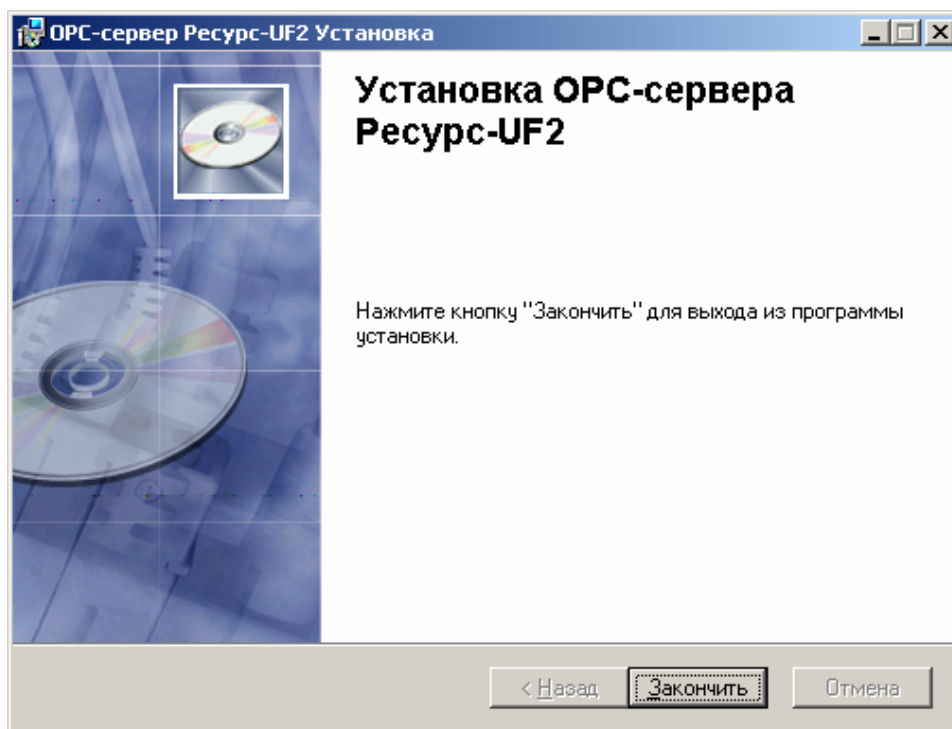 OPC-сервер Ресурс-UF2 Установка
Установка OPC-сервера
Ресурс-UF2
Нажмите кнопку "Закончить" для выхода из программы
установки.
< Назад
Закончить
Отмена